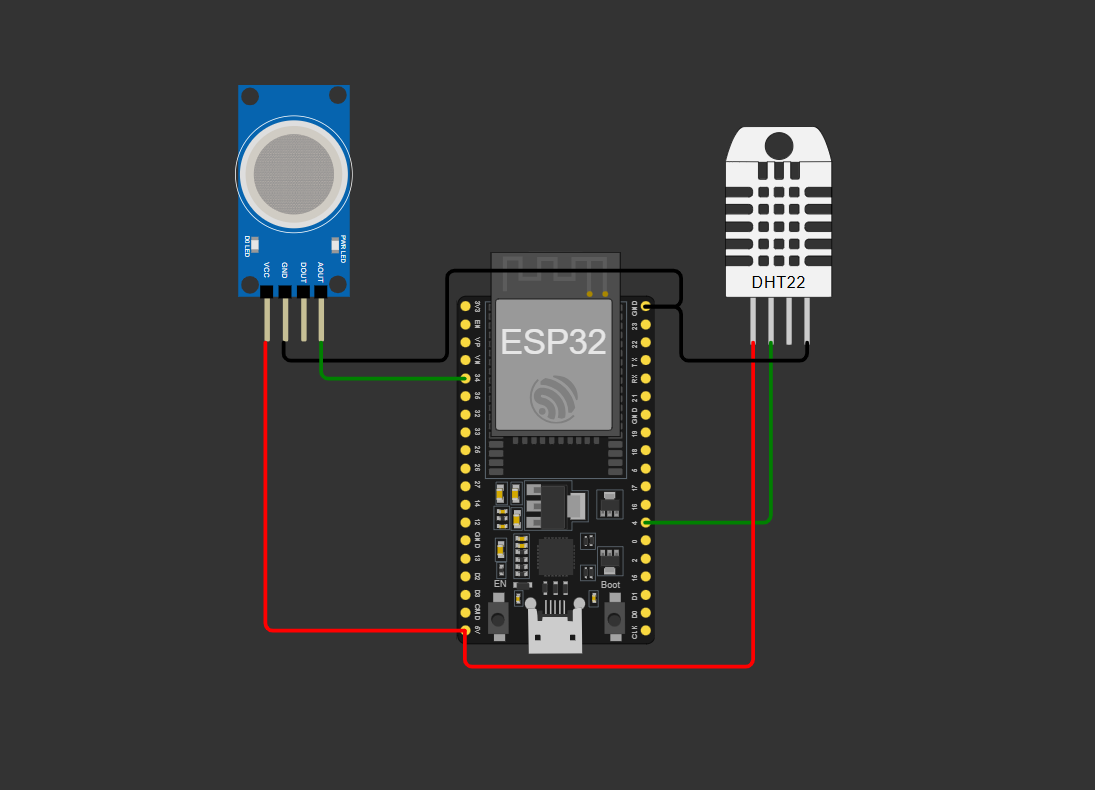 D0 LED
PWR LED
VCC
GND
DOUT
AOUT
DHT22
ESP32
3V3
EN
VP
VN
34
35
32
33
25
26
27
14
12
GND
13
D2
D3
CMD
5V
GND
23
22
TX
RX
21
GND
19
18
5
17
16
4
0
2
15
D1
D0
CLK
EN
Boot